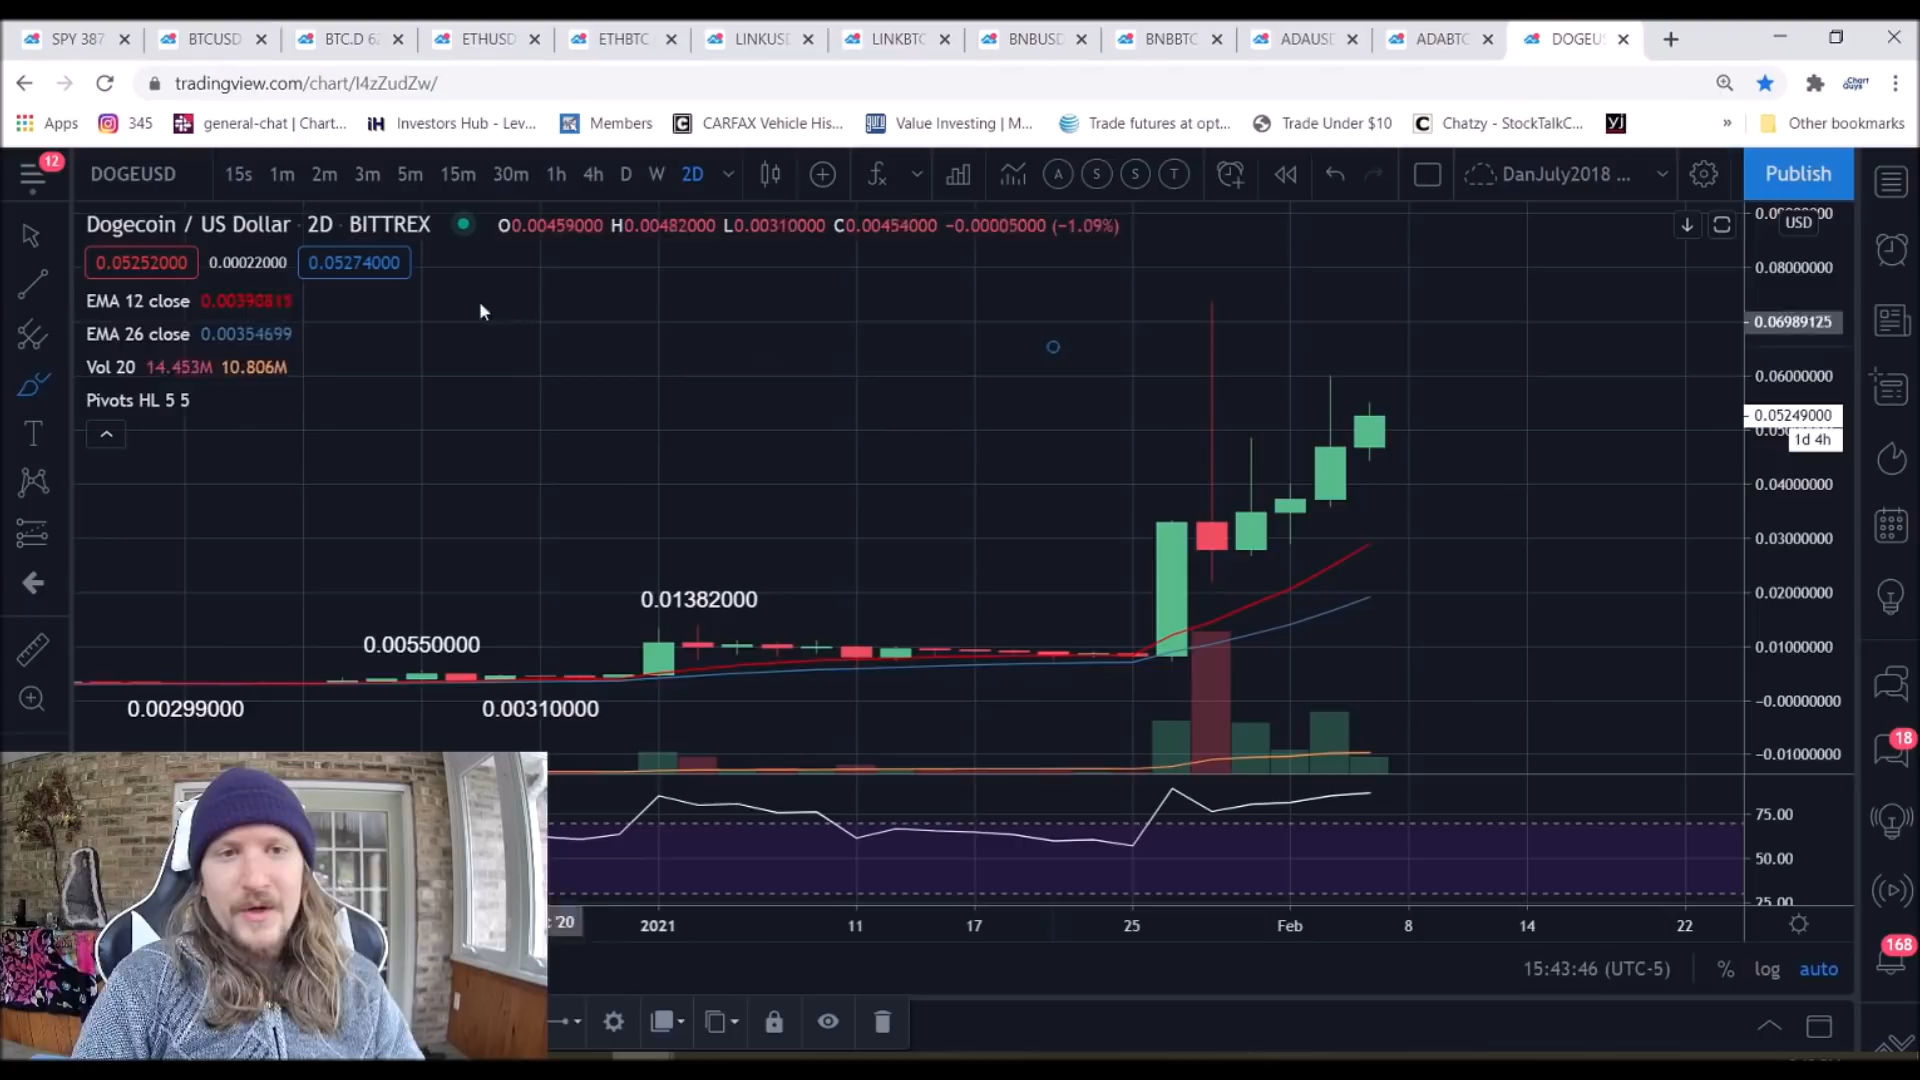 SPY 387 BTCUSD BTC.D 62 ETHUSD ETHBTC LINKUSD LINKBTC BNBUSD BNBBTC ADAUSD ADABTC DOGEUS
tradingview.com/chart/I4zZudZw/
Apps 345 general-chat | Chart... iH Investors Hub - Lev... Members CARFAX Vehicle His... guru Value Investing | M... Trade futures at opt... Trade Under $10 Chatzy - StockTalkC... » Other bookmarks
12 DOGEUSD 15s 1m 2m 3m 5m 15m 30m 1h 4h D W 2D A S S T DanJuly2018 ... Publish
Dogecoin / US Dollar · 2D · BITTREX O0.00459000 H0.00482000 L0.00310000 C0.00454000 −0.00005000 (−1.09%)
USD
0.05252000 0.00022000 0.05274000
0.08000000
EMA 12 close 0.00390815
0.06989125
EMA 26 close 0.00354699
Vol 20 14.453M 10.806M
0.06000000
Pivots HL 5 5
0.05249000
1d 4h
0.04000000
0.03000000
0.02000000
0.01382000
0.00550000
0.01000000
0.00299000 0.00310000
−0.00000000
18
−0.01000000
75.00
50.00
25.00
'20 2021 11 17 25 Feb 8 14 22
168
15:43:46 (UTC-5) % log auto